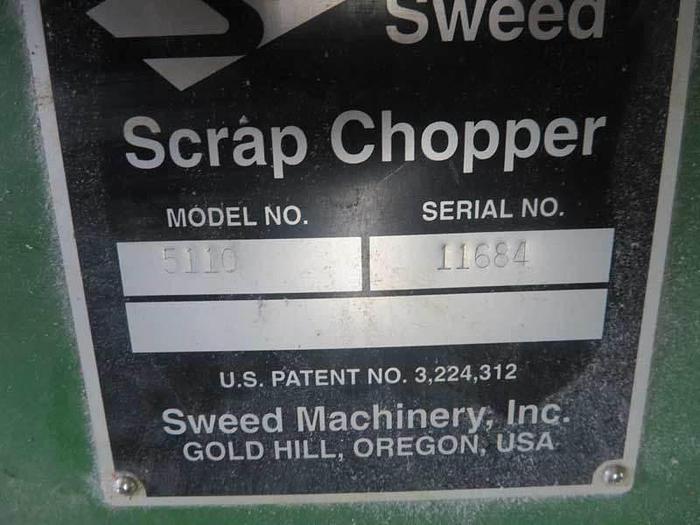 Sweed
Scrap Chopper
MODEL NO. SERIAL NO.
5110 11684
U.S. PATENT NO. 3,224,312
Sweed Machinery, Inc.
GOLD HILL, OREGON, USA